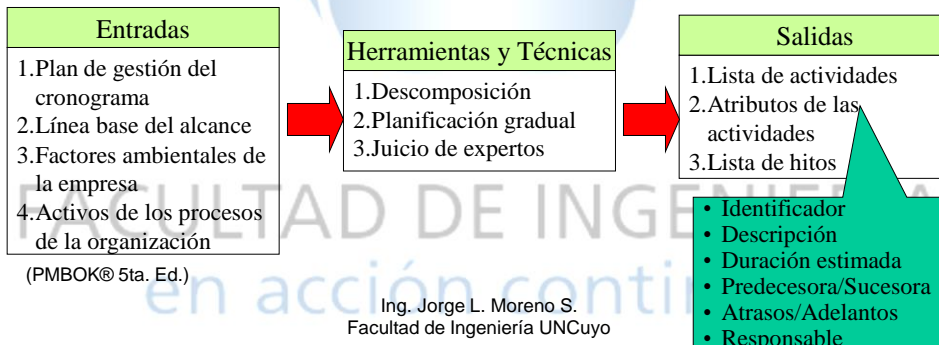 Entradas
1.Plan de gestión del
cronograma
2.Línea base del alcance
3.Factores ambientales de
la empresa
4.Activos de los procesos
de la organización
(PMBOK® 5ta. Ed.)
Herramientas y Técnicas
1.Descomposición
2.Planificación gradual
3.Juicio de expertos
Salidas
1.Lista de actividades
2.Atributos de las
actividades
3.Lista de hitos
• Identificador
• Descripción
• Duración estimada
• Predecesora/Sucesora
• Atrasos/Adelantos
• Responsable
FACULTAD DE INGENIERIA
en acción conti
Ing. Jorge L. Moreno S.
Facultad de Ingeniería UNCuyo